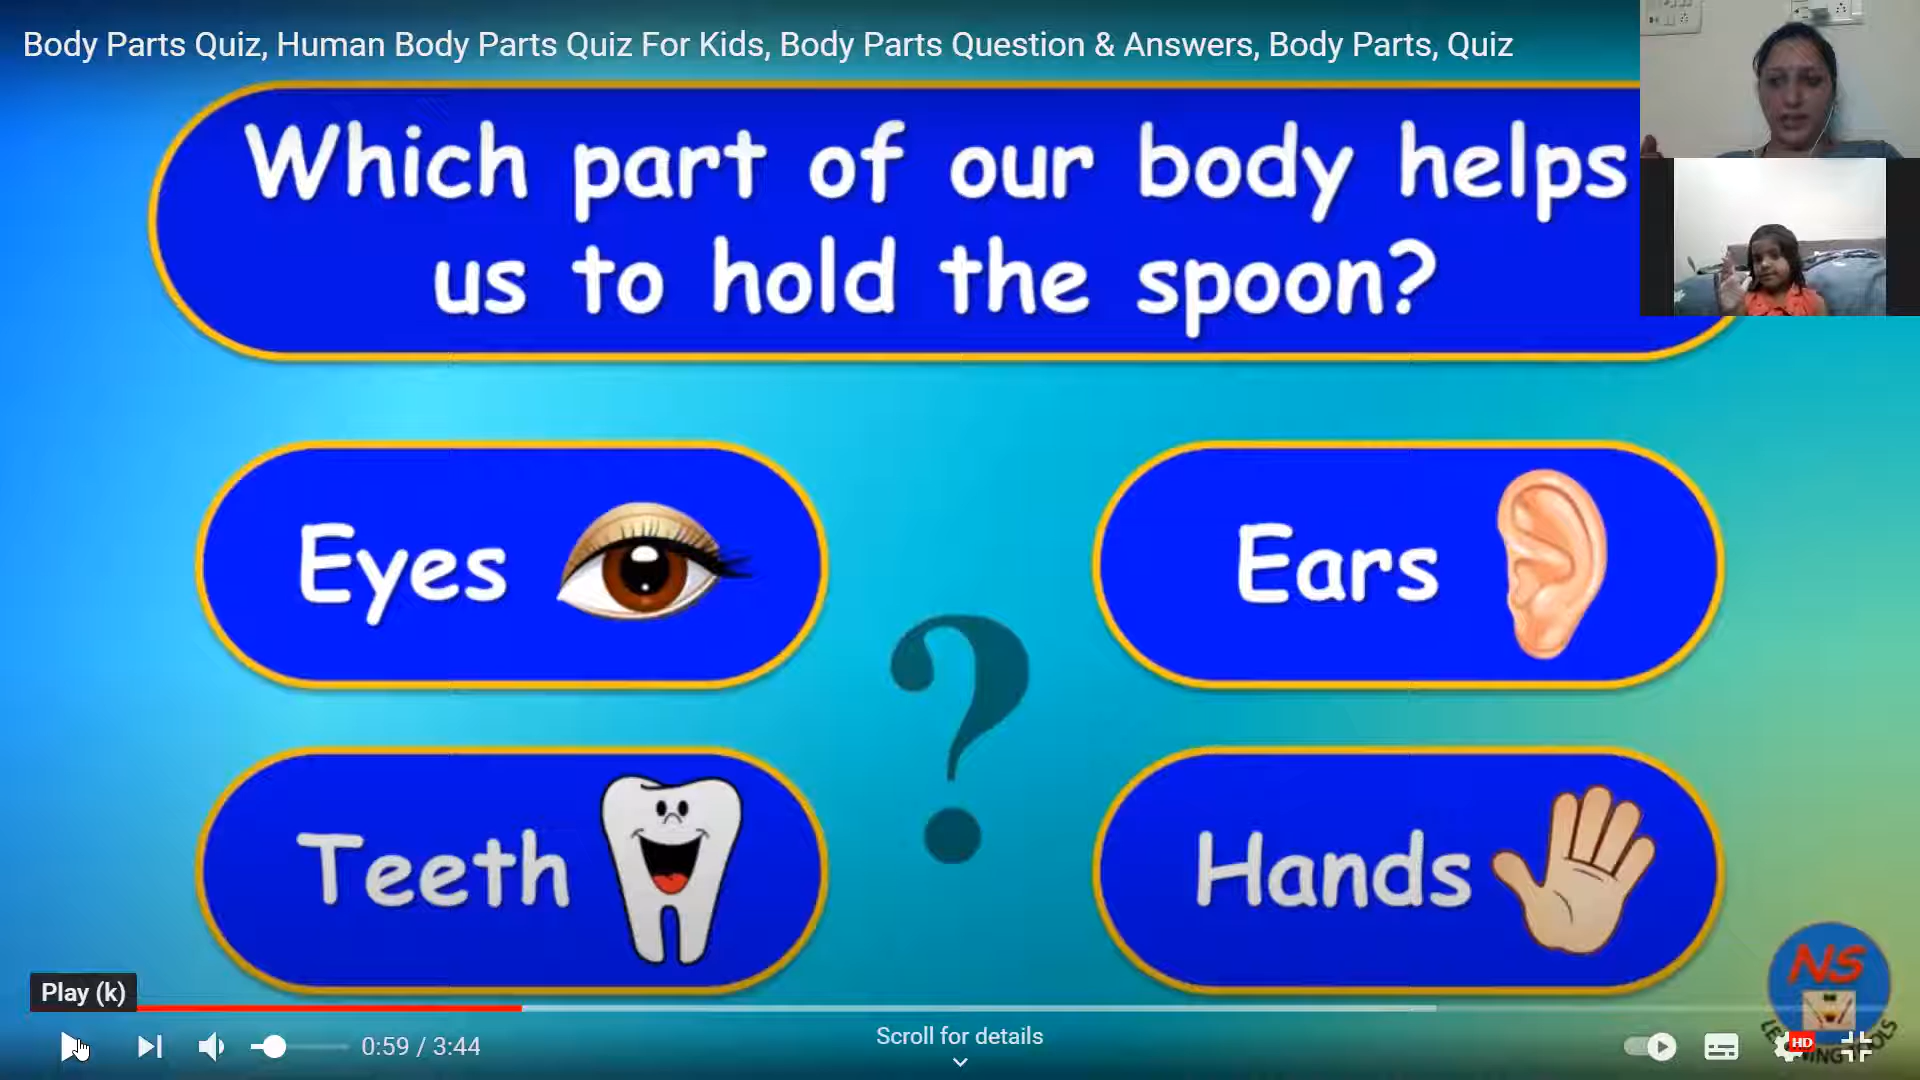 Body Parts Quiz, Human Body Parts Quiz For Kids, Body Parts Question & Answers, Body Parts, Quiz
Which part of our body helps
us to hold the spoon?
Eyes
Ears
Teeth
Hands
?
NS
LEARNING TOOLS
Play (k)
0:59 / 3:44
Scroll for details
HD